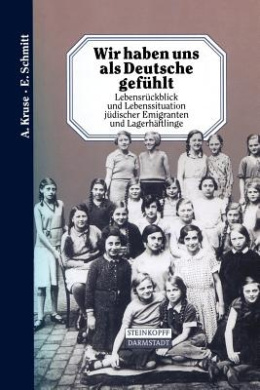 A. Kruse · E. Schmitt
Wir haben uns
als Deutsche
gefühlt
Lebensrückblick
und Lebenssituation
jüdischer Emigranten
und Lagerhäftlinge
STEINKOPFF
DARMSTADT